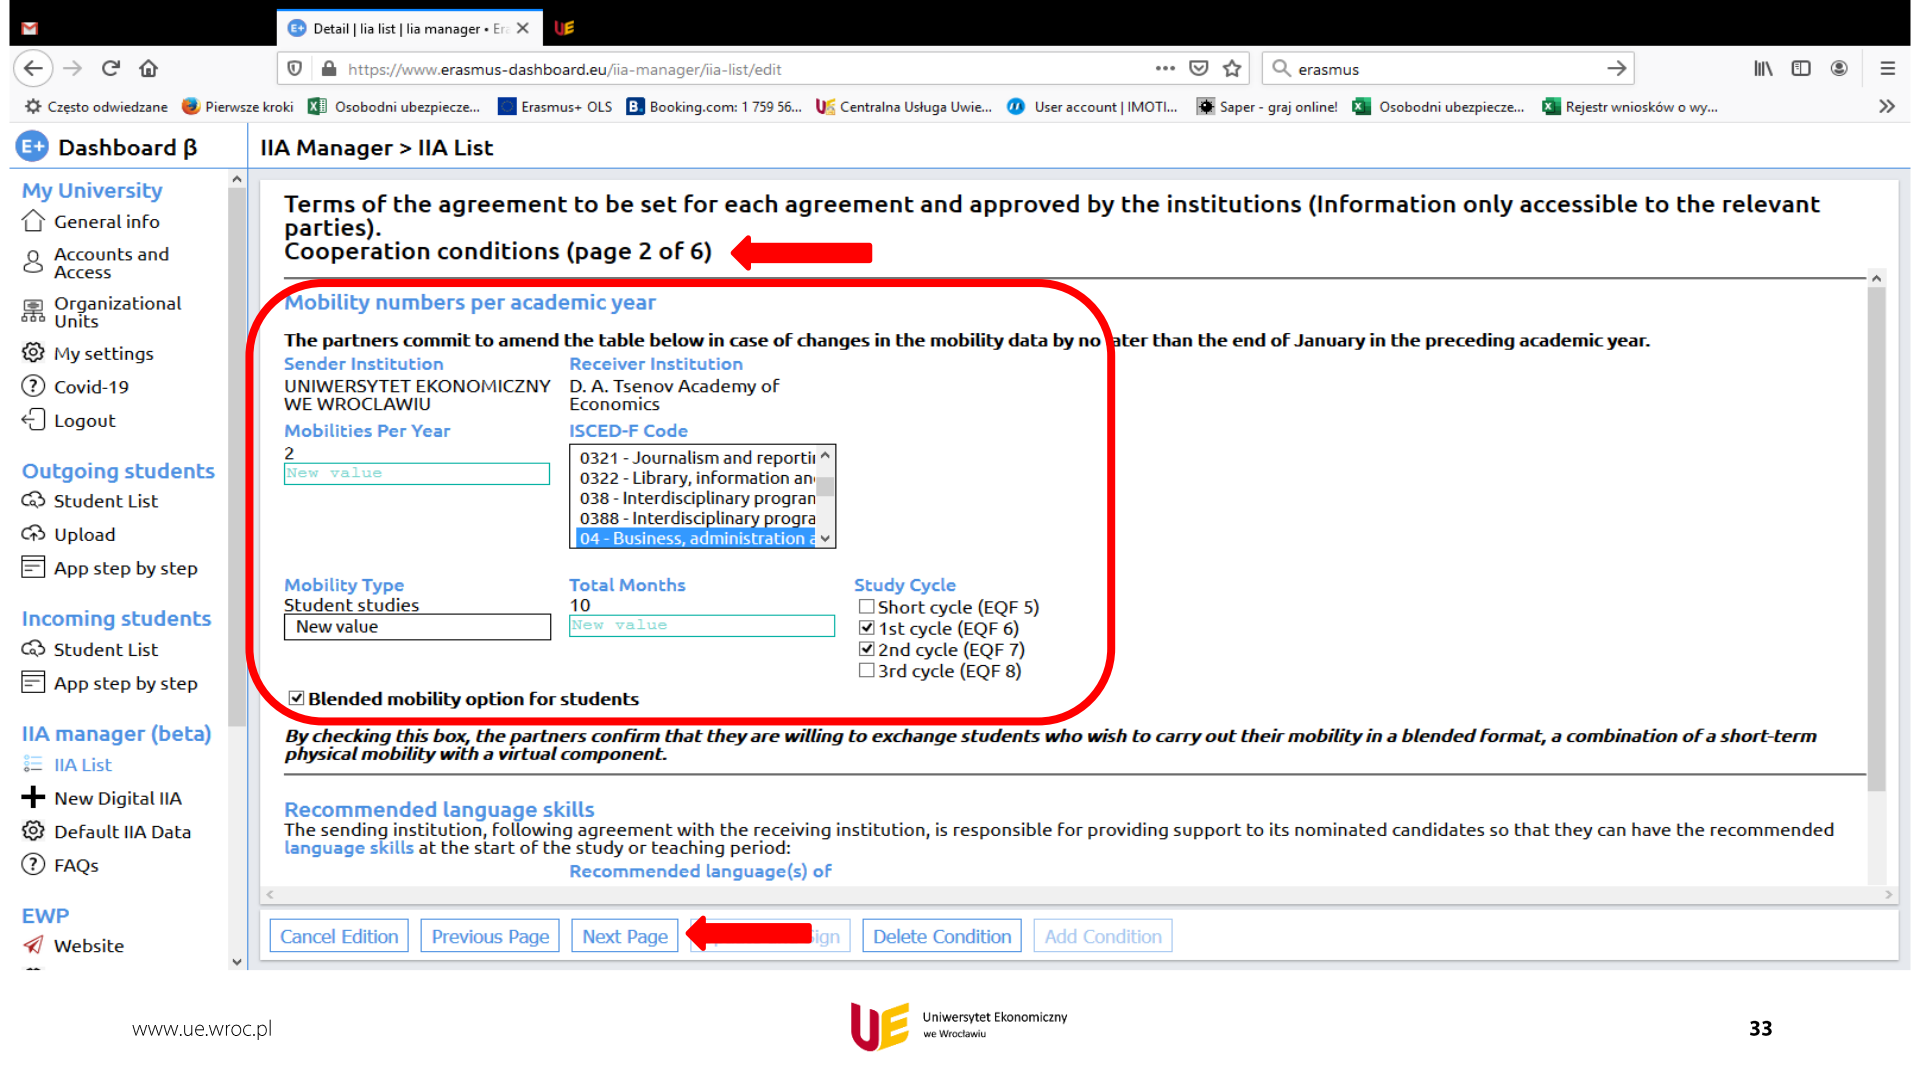 Detail | Iia list | Iia manager • Er
https://www.erasmus-dashboard.eu/iia-manager/iia-list/edit
erasmus
Często odwiedzane
Pierwsze kroki
Osobodni ubezpiecze...
Erasmus+ OLS
Booking.com: 1 759 56...
Centralna Usługa Uwie...
User account | IMOTI...
Saper - graj online!
Osobodni ubezpiecze...
Rejestr wniosków o wy...
E+ Dashboard β
IIA Manager > IIA List
My University
General info
Accounts and
Access
Organizational
Units
My settings
Covid-19
Logout
Outgoing students
Student List
Upload
App step by step
Incoming students
Student List
App step by step
IIA manager (beta)
IIA List
New Digital IIA
Default IIA Data
FAQs
EWP
Website
Terms of the agreement to be set for each agreement and approved by the institutions (Information only accessible to the relevant
parties).
Cooperation conditions (page 2 of 6)
Mobility numbers per academic year
The partners commit to amend the table below in case of changes in the mobility data by no later than the end of January in the preceding academic year.
Sender Institution
UNIWERSYTET EKONOMICZNY
WE WROCLAWIU
Receiver Institution
D. A. Tsenov Academy of
Economics
Mobilities Per Year
2
New value
ISCED-F Code
0321 - Journalism and reportir
0322 - Library, information an
038 - Interdisciplinary program
0388 - Interdisciplinary progra
04 - Business, administration a
Mobility Type
Student studies
New value
Total Months
10
New value
Study Cycle
Short cycle (EQF 5)
1st cycle (EQF 6)
2nd cycle (EQF 7)
3rd cycle (EQF 8)
Blended mobility option for students
By checking this box, the partners confirm that they are willing to exchange students who wish to carry out their mobility in a blended format, a combination of a short-term
physical mobility with a virtual component.
Recommended language skills
The sending institution, following agreement with the receiving institution, is responsible for providing support to its nominated candidates so that they can have the recommended
language skills at the start of the study or teaching period:
Recommended language(s) of
Cancel Edition
Previous Page
Next Page
Delete Condition
Add Condition
www.ue.wroc.pl
UE
Uniwersytet Ekonomiczny
we Wrocławiu
33